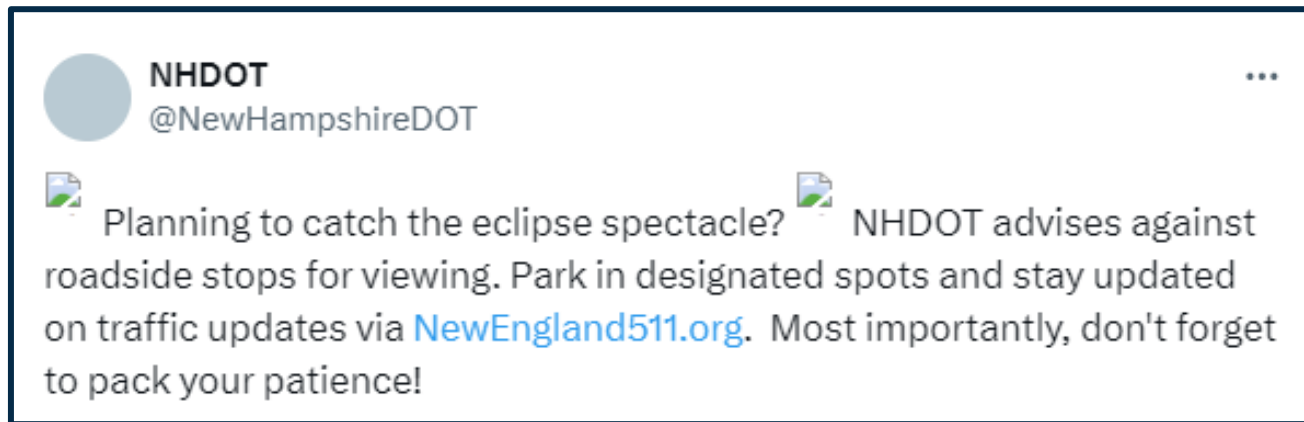 NHDOT
@NewHampshireDOT
Planning to catch the eclipse spectacle? NHDOT advises against
roadside stops for viewing. Park in designated spots and stay updated
on traffic updates via NewEngland511.org. Most importantly, don't forget
to pack your patience!